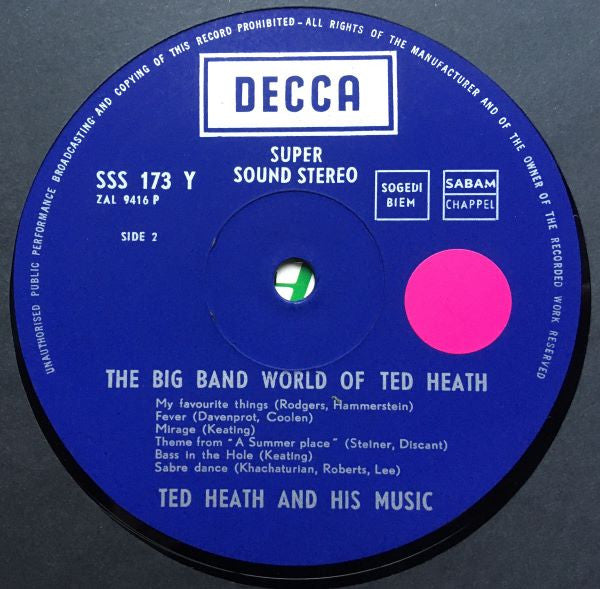 UNAUTHORISED PUBLIC PERFORMANCE BROADCASTING AND COPYING OF THIS RECORD PROHIBITED – ALL RIGHTS OF THE MANUFACTURER AND OF THE OWNER OF THE RECORDED WORK RESERVED
DECCA
SUPER
SOUND STEREO
SSS 173 Y
ZAL 9416 P
SIDE 2
SOGEDI
BIEM
SABAM
CHAPPEL
THE BIG BAND WORLD OF TED HEATH
My favourite things (Rodgers, Hammerstein)
Fever (Davenprot, Coolen)
Mirage (Keating)
Theme from "A Summer place" (Steiner, Discant)
Bass in the Hole (Keating)
Sabre dance (Khachaturian, Roberts, Lee)
TED HEATH AND HIS MUSIC